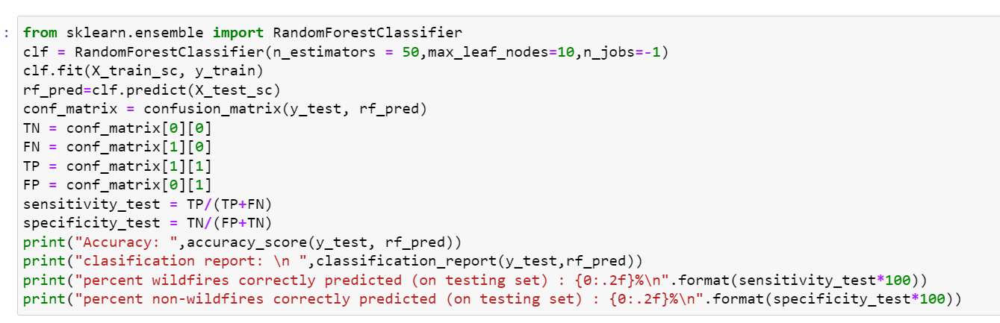 : from sklearn.ensemble import RandomForestClassifier
clf = RandomForestClassifier(n_estimators = 50,max_leaf_nodes=10,n_jobs=-1)
clf.fit(X_train_sc, y_train)
rf_pred=clf.predict(X_test_sc)
conf_matrix = confusion_matrix(y_test, rf_pred)
TN = conf_matrix[0][0]
FN = conf_matrix[1][0]
TP = conf_matrix[1][1]
FP = conf_matrix[0][1]
sensitivity_test = TP/(TP+FN)
specificity_test = TN/(FP+TN)
print("Accuracy: ",accuracy_score(y_test, rf_pred))
print("clasification report: \n ",classification_report(y_test,rf_pred))
print("percent wildfires correctly predicted (on testing set) : {0:.2f}%\n".format(sensitivity_test*100))
print("percent non-wildfires correctly predicted (on testing set) : {0:.2f}%\n".format(specificity_test*100))